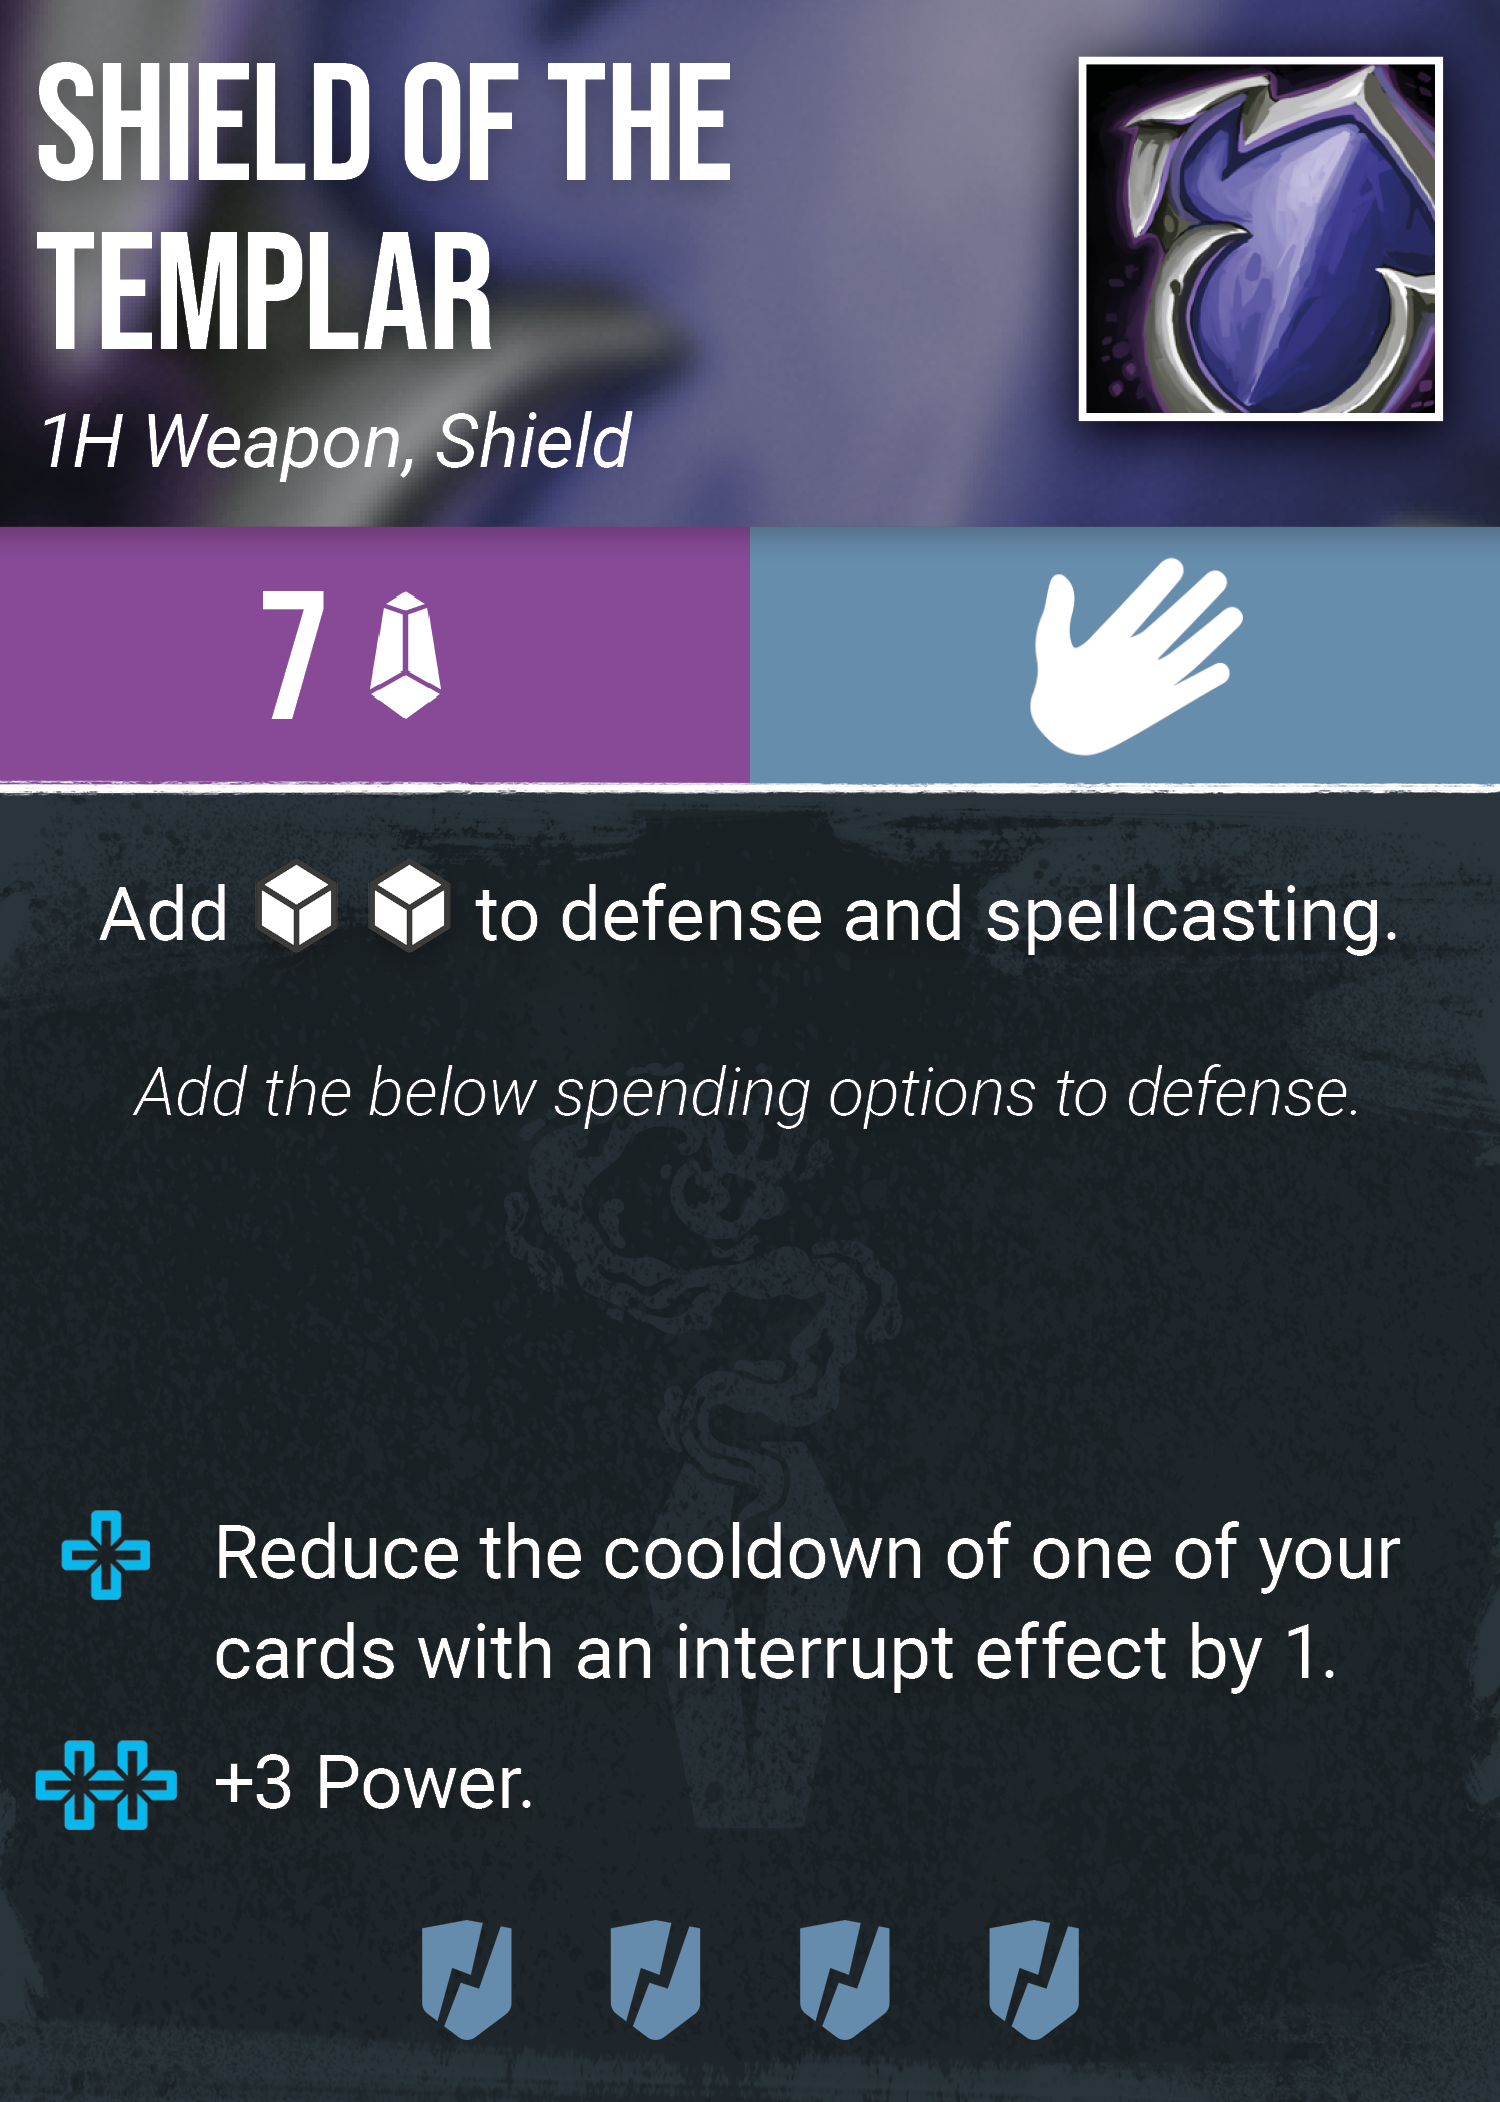 SHIELD OF THE
TEMPLAR
1H Weapon, Shield
7
Add to defense and spellcasting.
Add the below spending options to defense.
Reduce the cooldown of one of your
cards with an interrupt effect by 1.
+3 Power.